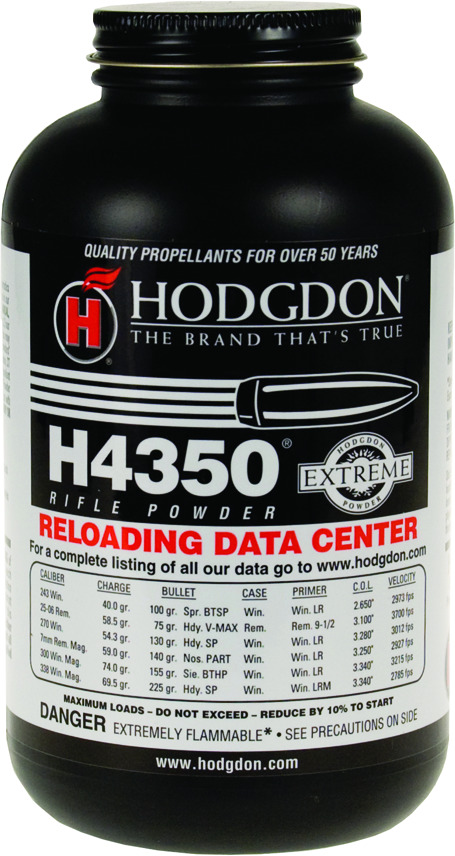 QUALITY PROPELLANTS FOR OVER 50 YEARS
H ® HODGDON®
THE BRAND THAT'S TRUE
H4350®
RIFLE POWDER
HODGDON
EXTREME
POWDER
RELOADING DATA CENTER
For a complete listing of all our data go to www.hodgdon.com
CALIBER CHARGE BULLET CASE PRIMER C.O.L. VELOCITY
243 Win. 40.0 gr. 100 gr. Spr. BTSP Win. Win. LR 2.650" 2973 fps
25-06 Rem. 58.5 gr. 75 gr. Hdy. V-MAX Rem. Rem. 9-1/2 3.100" 3700 fps
270 Win. 54.3 gr. 130 gr. Hdy. SP Win. Win. LR 3.280" 3012 fps
7mm Rem. Mag. 59.0 gr. 140 gr. Nos. PART Win. Win. LR 3.250" 2927 fps
300 Win. Mag. 74.0 gr. 155 gr. Sie. BTHP Win. Win. LR 3.340" 3215 fps
338 Win. Mag. 69.5 gr. 225 gr. Hdy. SP Win. Win. LRM 3.340" 2785 fps
MAXIMUM LOADS – DO NOT EXCEED – REDUCE BY 10% TO START
DANGER EXTREMELY FLAMMABLE* • SEE PRECAUTIONS ON SIDE
www.hodgdon.com